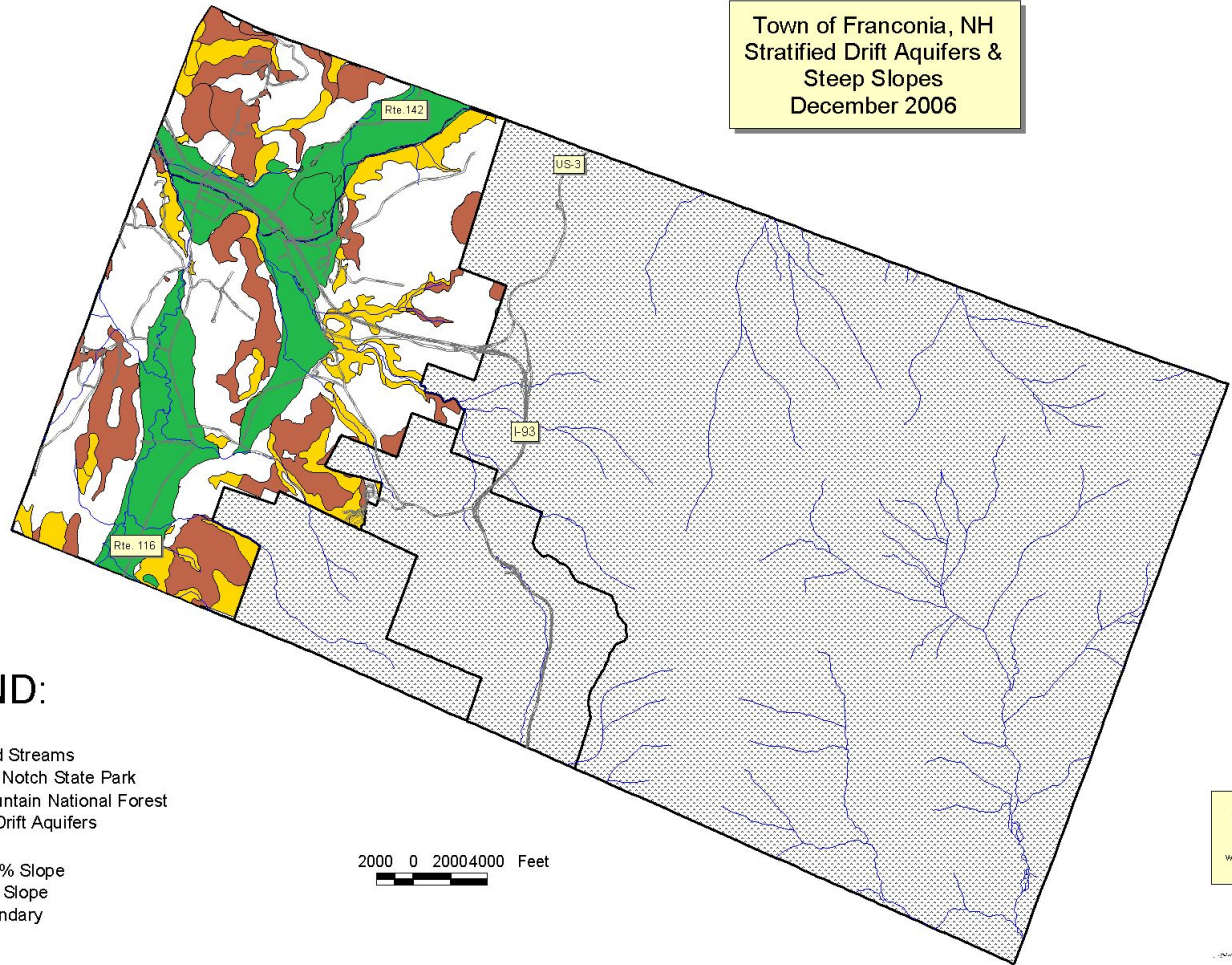 Town of Franconia, NH
Stratified Drift Aquifers &
Steep Slopes
December 2006
Rte.142
US-3
I-93
Rte. 116
ND:
d Streams
Notch State Park
untain National Forest
Drift Aquifers
% Slope
Slope
ndary
2000 0 20004000 Feet
w